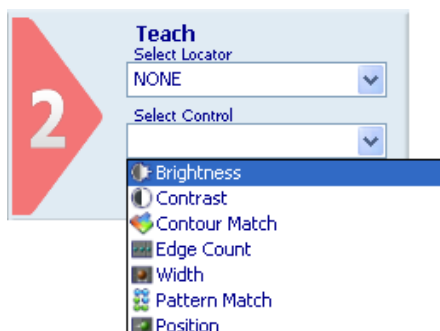 2
Teach
Select Locator
NONE
Select Control
Brightness
Contrast
Contour Match
Edge Count
Width
Pattern Match
Position